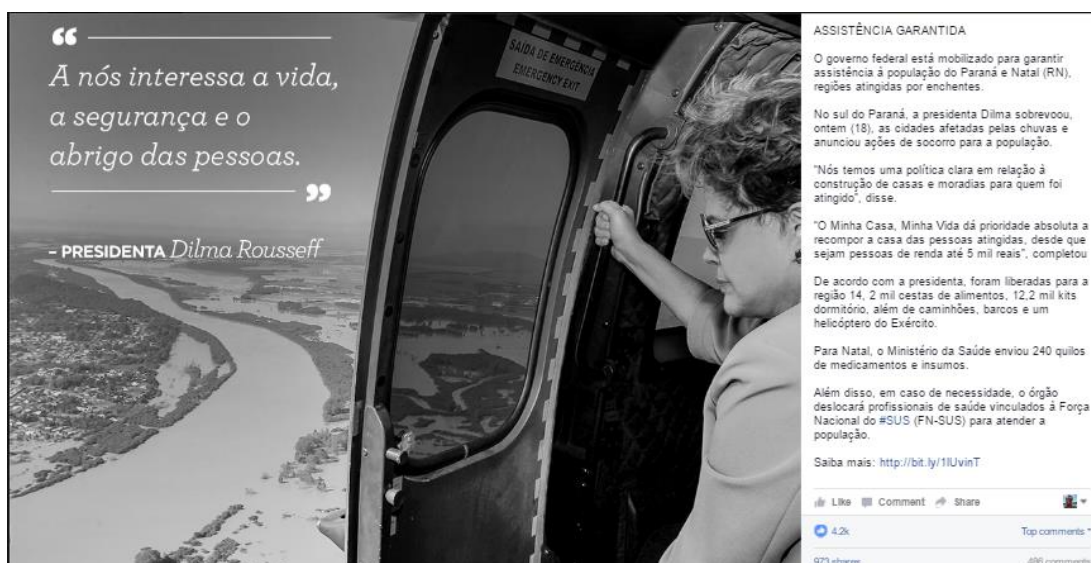 “
A nós interessa a vida,
a segurança e o
abrigo das pessoas.
”
– PRESIDENTA Dilma Rousseff
SAÍDA DE EMERGÊNCIA
EMERGENCY EXIT
ASSISTÊNCIA GARANTIDA
O governo federal está mobilizado para garantir
assistência à população do Paraná e Natal (RN),
regiões atingidas por enchentes.
No sul do Paraná, a presidenta Dilma sobrevoou,
ontem (18), as cidades afetadas pelas chuvas e
anunciou ações de socorro para a população.
"Nós temos uma política clara em relação à
construção de casas e moradias para quem foi
atingido", disse.
"O Minha Casa, Minha Vida dá prioridade absoluta a
recompor a casa das pessoas atingidas, desde que
sejam pessoas de renda até 5 mil reais", completou
De acordo com a presidenta, foram liberadas para a
região 14, 2 mil cestas de alimentos, 12,2 mil kits
dormitório, além de caminhões, barcos e um
helicóptero do Exército.
Para Natal, o Ministério da Saúde enviou 240 quilos
de medicamentos e insumos.
Além disso, em caso de necessidade, o órgão
deslocará profissionais de saúde vinculados à Força
Nacional do #SUS (FN-SUS) para atender a
população.
Saiba mais: http://bit.ly/1lUvinT
Like Comment Share
4.2k Top comments
973 shares 486 comments